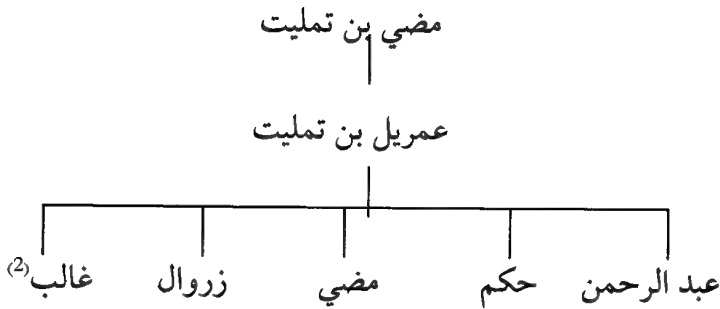 مضي بن تمليت
عمريل بن تمليت
عبد الرحمن حكم مضي زروال غالب(2)